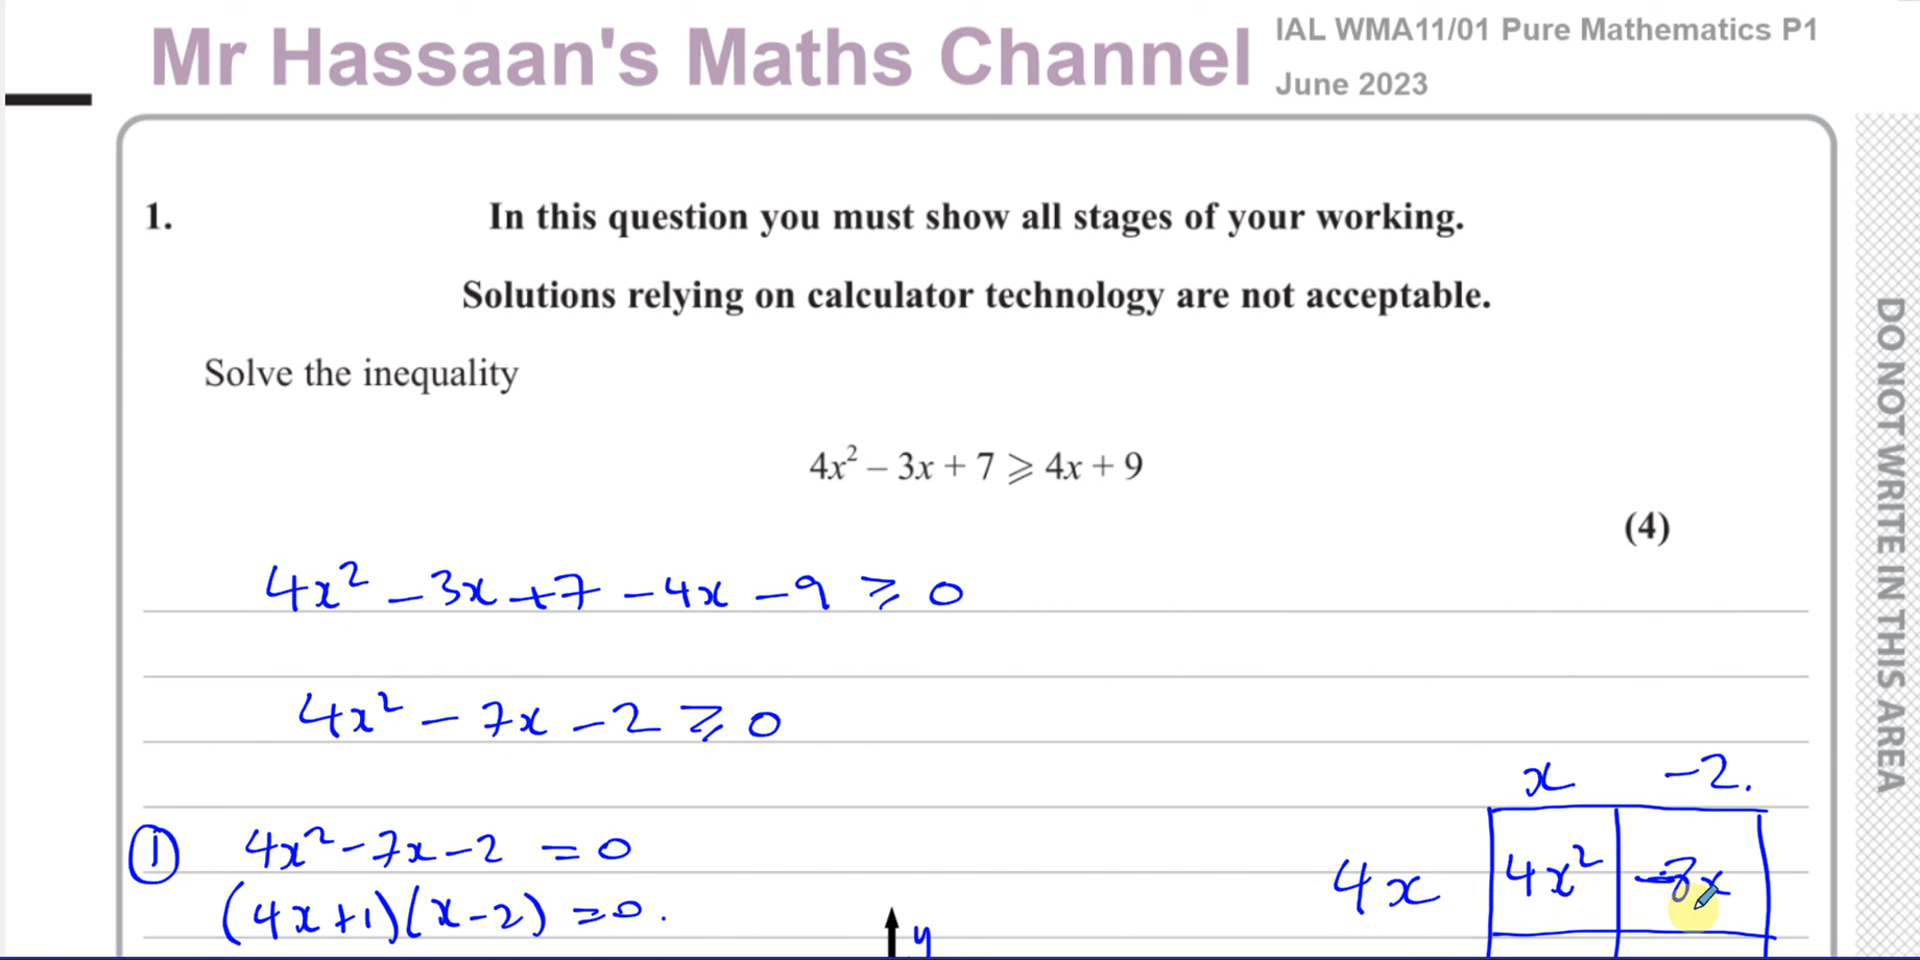 Mr Hassaan's Maths Channel
IAL WMA11/01 Pure Mathematics P1
June 2023
1.
In this question you must show all stages of your working.
Solutions relying on calculator technology are not acceptable.
Solve the inequality
4x² – 3x + 7 ⩾ 4x + 9
(4)
4x² – 3x + 7 – 4x – 9 ⩾ 0
4x² – 7x – 2 ⩾ 0
x –2.
① 4x² – 7x – 2 = 0
4x 4x² –8x
(4x+1)(x–2) = 0.
y
DO NOT WRITE IN THIS AREA